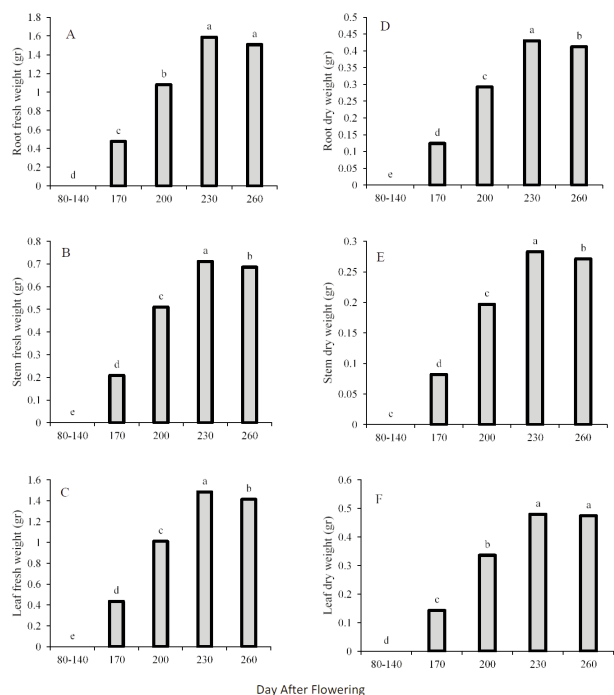 A
Root fresh weight (gr)
1.8
1.6
1.4
1.2
1
0.8
0.6
0.4
0.2
0
d
c
b
a
a
80-140 170 200 230 260
D
Root dry weight (gr)
0.5
0.45
0.4
0.35
0.3
0.25
0.2
0.15
0.1
0.05
0
e
d
c
a
b
80-140 170 200 230 260
B
Stem fresh weight (gr)
0.8
0.7
0.6
0.5
0.4
0.3
0.2
0.1
0
e
d
c
a
b
80-140 170 200 230 260
E
Stem dry weight (gr)
0.3
0.25
0.2
0.15
0.1
0.05
0
c
d
c
a
b
80-140 170 200 230 260
C
Leaf fresh weight (gr)
1.6
1.4
1.2
1
0.8
0.6
0.4
0.2
0
e
d
c
a
b
80-140 170 200 230 260
F
Leaf dry weight (gr)
0.6
0.5
0.4
0.3
0.2
0.1
0
d
c
b
a
a
80-140 170 200 230 260
Day After Flowering